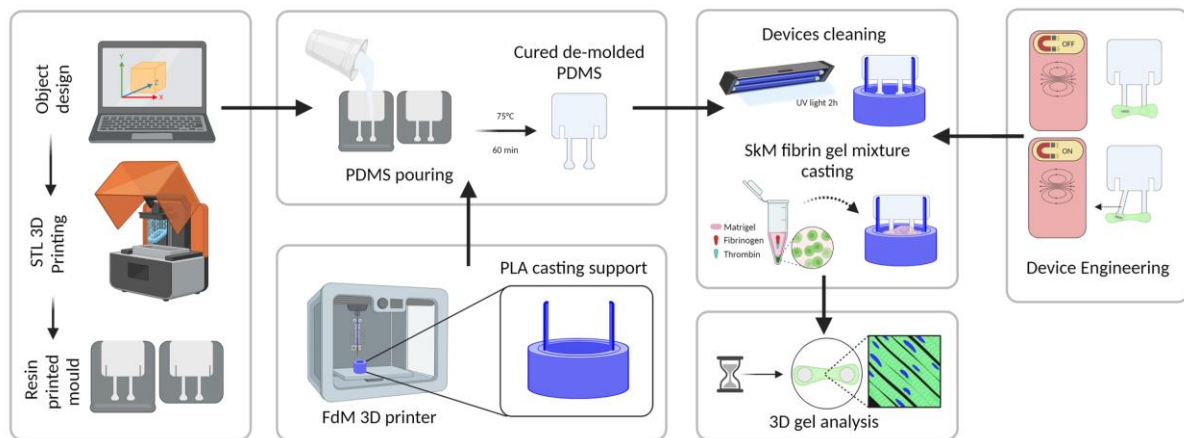 Object
design
Y
Z
X
STL 3D
Printing
Resin
printed
mould
PDMS pouring
75°C
60 min
Cured de-molded
PDMS
PLA casting support
FdM 3D printer
Devices cleaning
UV light 2h
SkM fibrin gel mixture
casting
Matrigel
Fibrinogen
Thrombin
3D gel analysis
OFF
ON
Device Engineering